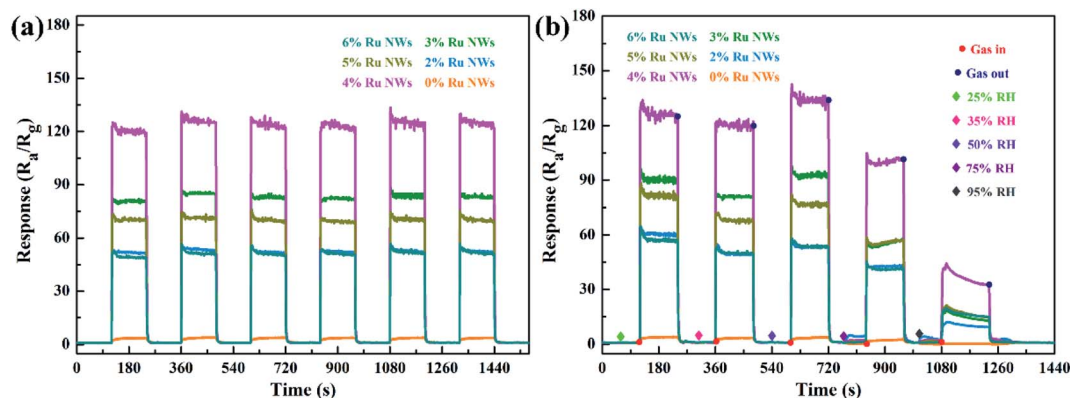 (a)
180
150
120
90
60
30
0
Response (Ra/Rg)
6% Ru NWs 3% Ru NWs
5% Ru NWs 2% Ru NWs
4% Ru NWs 0% Ru NWs
0 180 360 540 720 900 1080 1260 1440
Time (s)
(b)
180
150
120
90
60
30
0
Response (Ra/Rg)
6% Ru NWs 3% Ru NWs
5% Ru NWs 2% Ru NWs
4% Ru NWs 0% Ru NWs
Gas in
Gas out
25% RH
35% RH
50% RH
75% RH
95% RH
0 180 360 540 720 900 1080 1260 1440
Time (s)